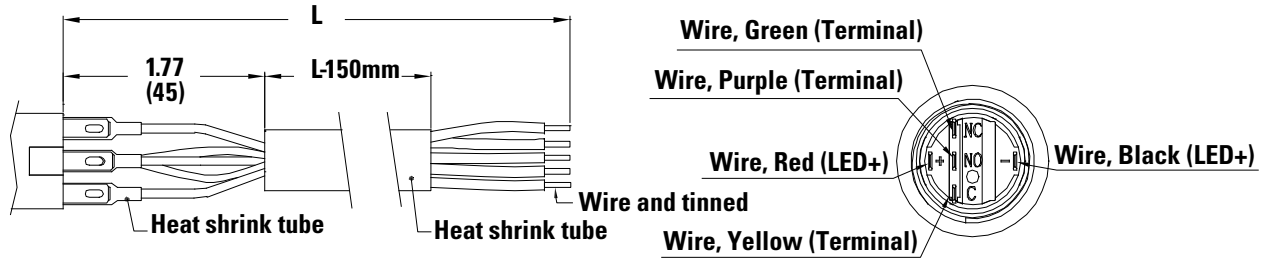 L
1.77
(45)
L-150mm
Heat shrink tube
Heat shrink tube
Wire and tinned
Wire, Green (Terminal)
Wire, Purple (Terminal)
Wire, Red (LED+)
Wire, Yellow (Terminal)
Wire, Black (LED+)
NC
+ NO −
C